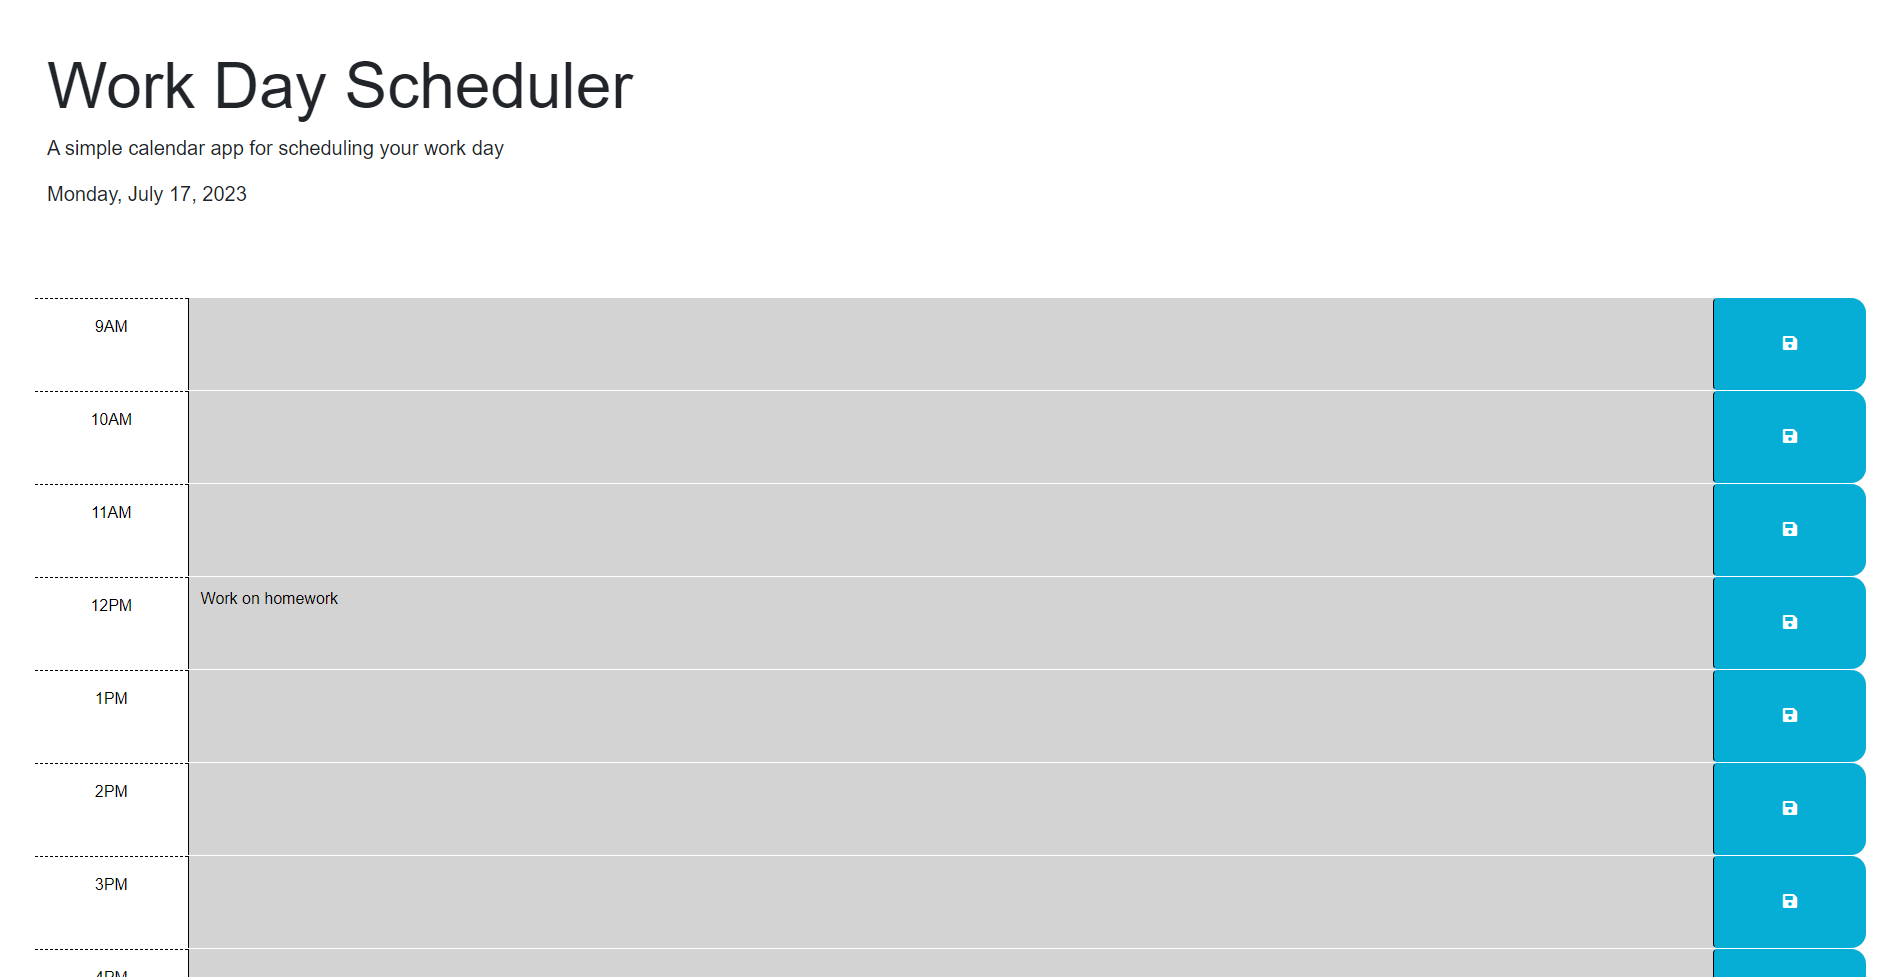 Work Day Scheduler
A simple calendar app for scheduling your work day
Monday, July 17, 2023
9AM
10AM
11AM
12PM
Work on homework
1PM
2PM
3PM
4PM